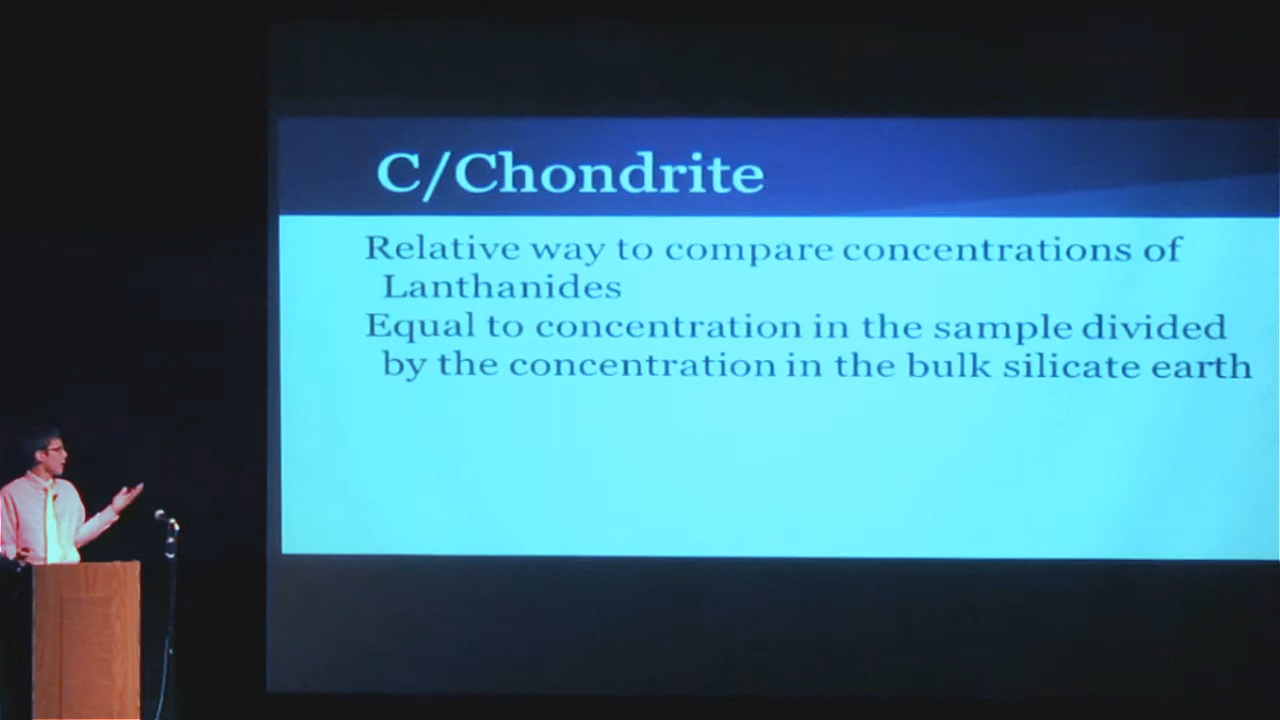 C/Chondrite
Relative way to compare concentrations of
Lanthanides
Equal to concentration in the sample divided
by the concentration in the bulk silicate earth